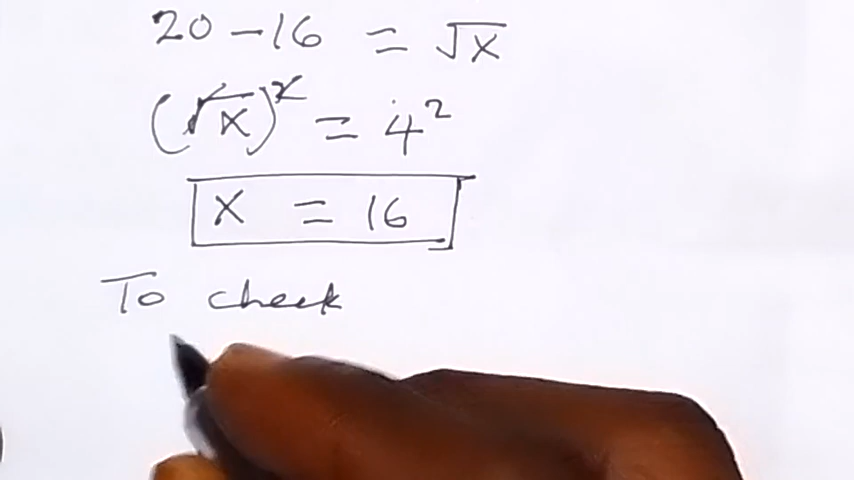 20 - 16 = √x
(√x)² = 4²
x = 16
To check